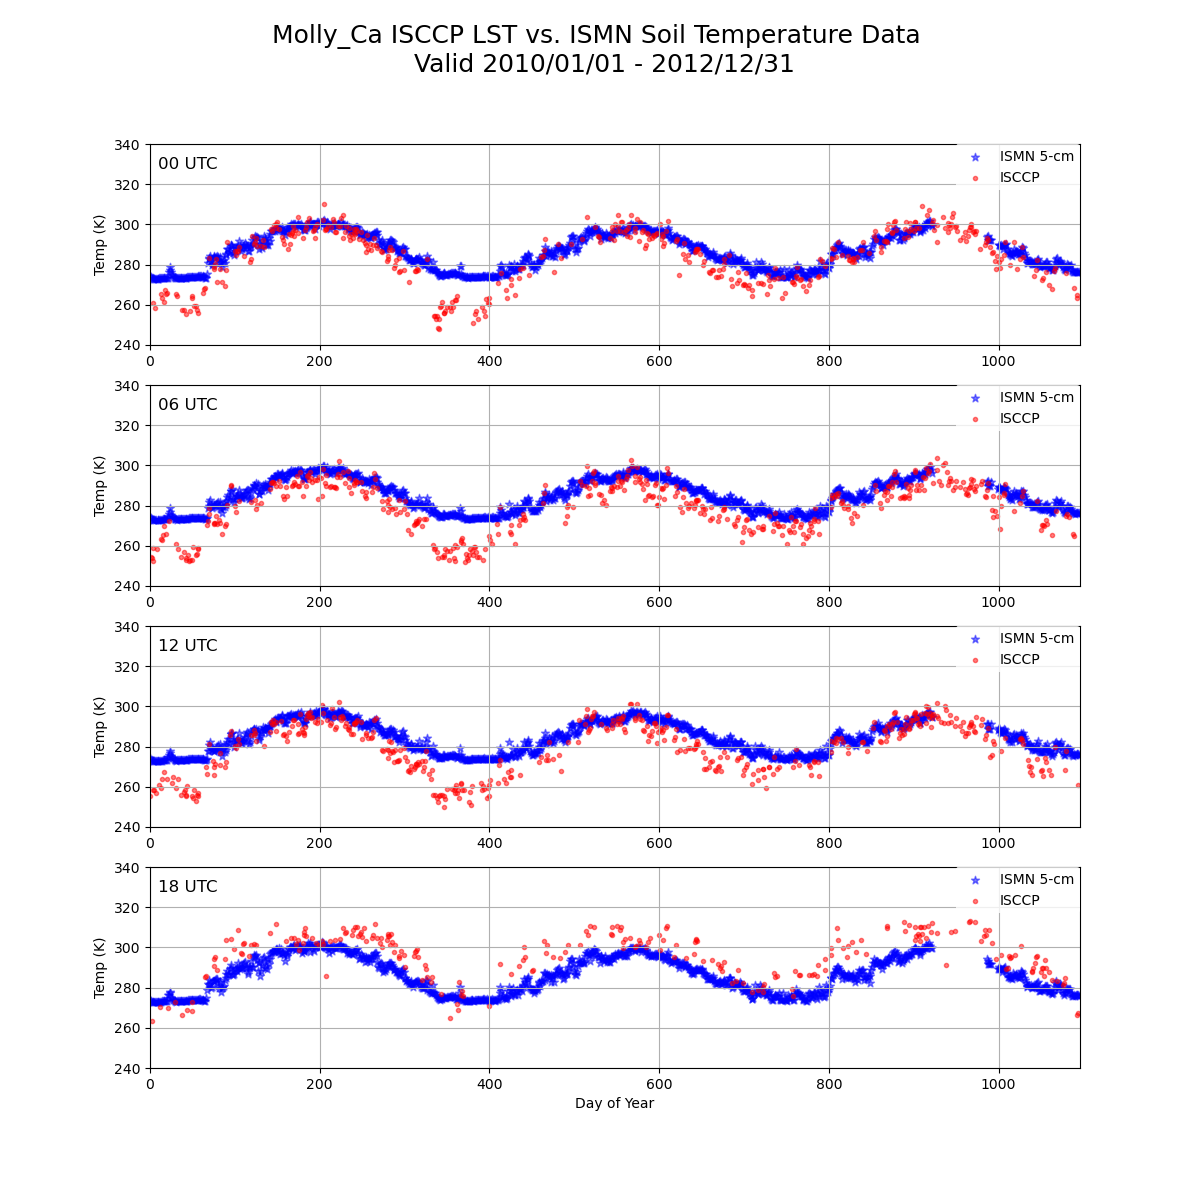 Molly_Ca ISCCP LST vs. ISMN Soil Temperature Data
Valid 2010/01/01 - 2012/12/31
340
320
300
280
260
240
Temp (K)
00 UTC
ISMN 5-cm
ISCCP
0 200 400 600 800 1000
340
320
300
280
260
240
Temp (K)
06 UTC
ISMN 5-cm
ISCCP
0 200 400 600 800 1000
340
320
300
280
260
240
Temp (K)
12 UTC
ISMN 5-cm
ISCCP
0 200 400 600 800 1000
340
320
300
280
260
240
Temp (K)
18 UTC
ISMN 5-cm
ISCCP
0 200 400 600 800 1000
Day of Year